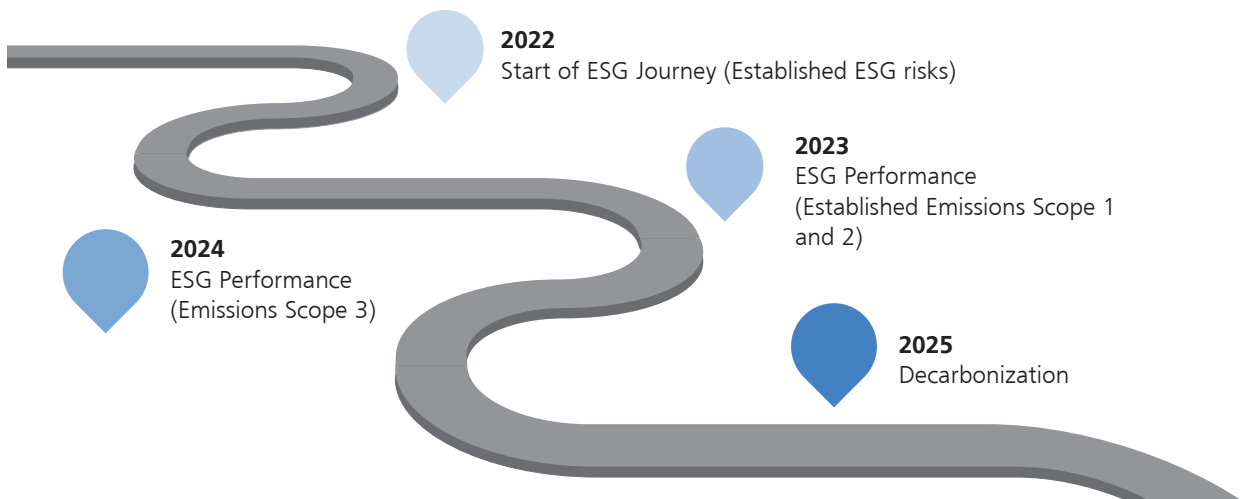 2022
Start of ESG Journey (Established ESG risks)
2023
ESG Performance
(Established Emissions Scope 1
and 2)
2024
ESG Performance
(Emissions Scope 3)
2025
Decarbonization